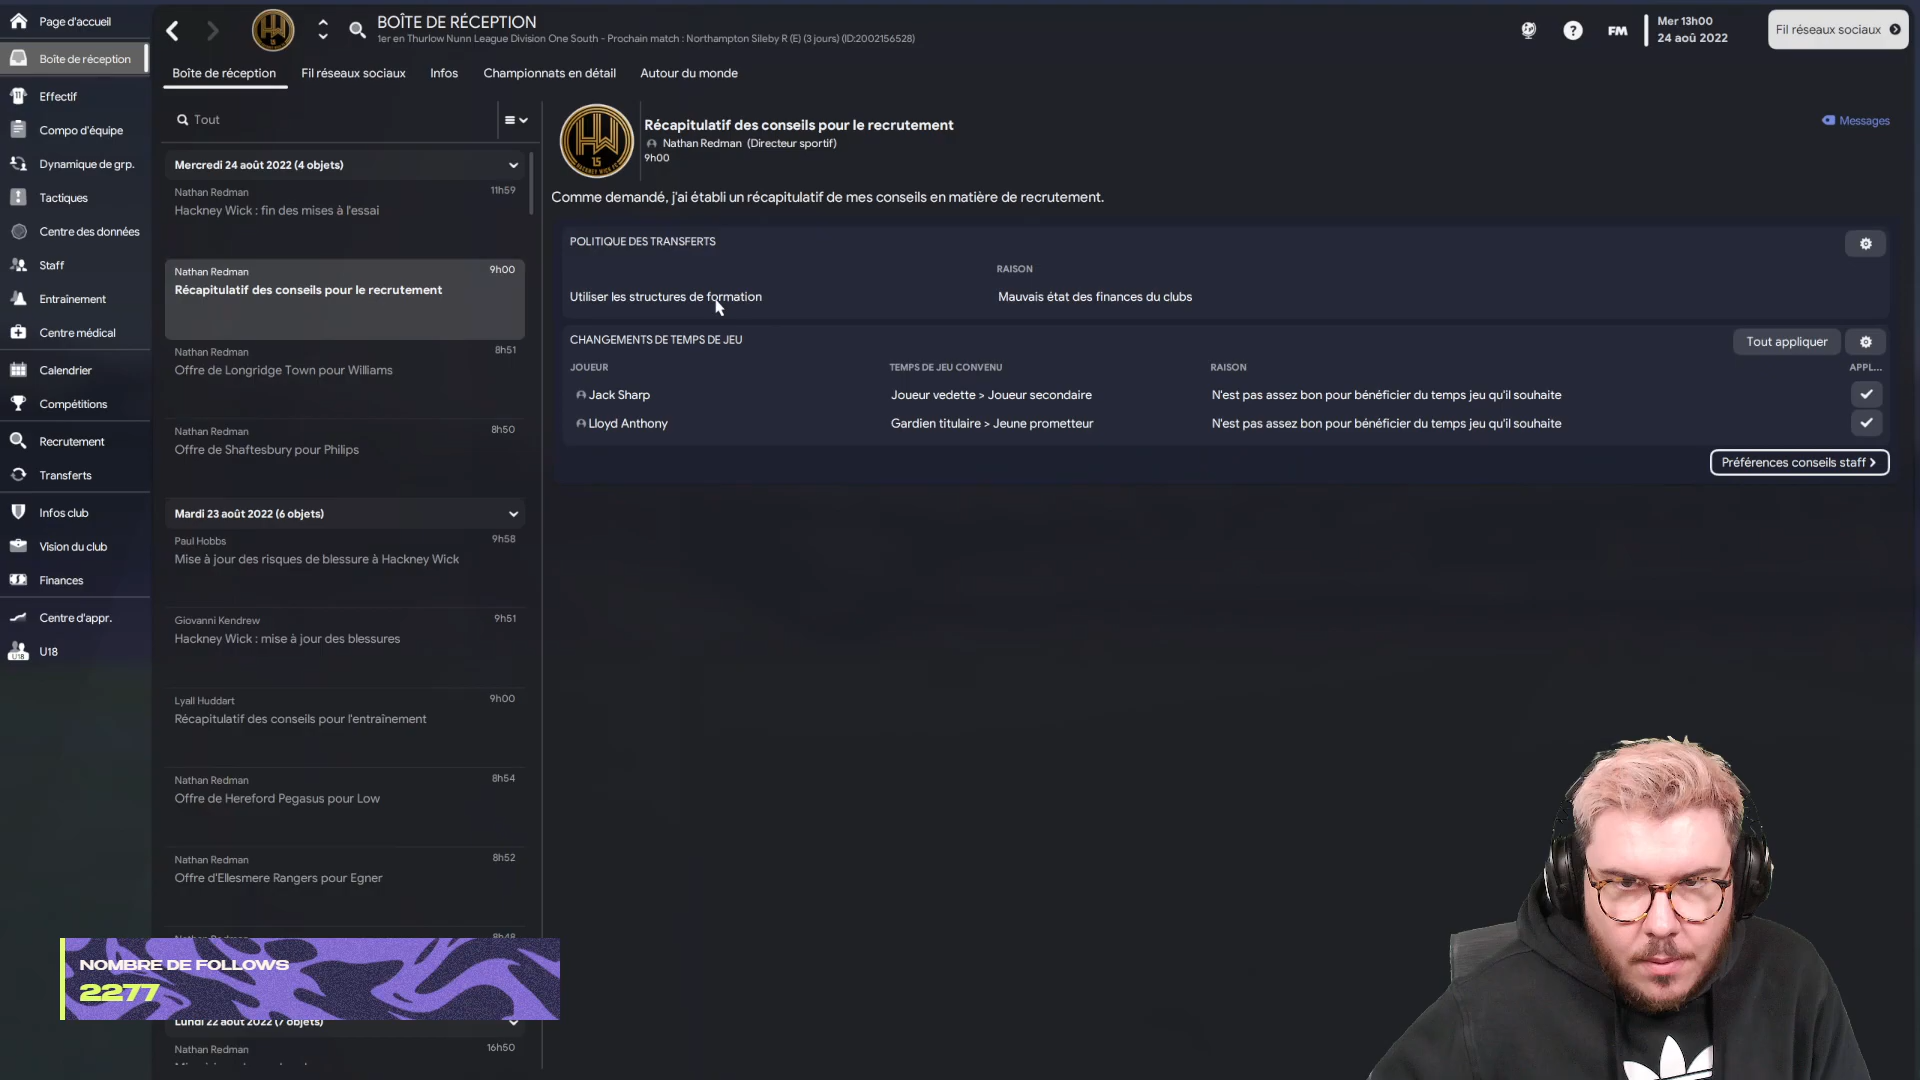 Page d'accueil
Boîte de réception
Effectif
Compo d'équipe
Dynamique de grp.
Tactiques
Centre des données
Staff
Entraînement
Centre médical
Calendrier
Compétitions
Recrutement
Transferts
Infos club
Vision du club
Finances
Centre d'appr.
U18
BOÎTE DE RÉCEPTION
1er en Thurlow Nunn League Division One South - Prochain match : Northampton Sileby R (E) (3 jours) (ID:2002156528)
FM
Mer 13h00
24 aoû 2022
Fil réseaux sociaux
Boîte de réception
Fil réseaux sociaux
Infos
Championnats en détail
Autour du monde
Tout
Mercredi 24 août 2022 (4 objets)
Nathan Redman 11h59
Hackney Wick : fin des mises à l'essai
Nathan Redman 9h00
Récapitulatif des conseils pour le recrutement
Nathan Redman 8h51
Offre de Longridge Town pour Williams
Nathan Redman 8h50
Offre de Shaftesbury pour Philips
Mardi 23 août 2022 (6 objets)
Paul Hobbs 9h58
Mise à jour des risques de blessure à Hackney Wick
Giovanni Kendrew 9h51
Hackney Wick : mise à jour des blessures
Lyall Huddart 9h00
Récapitulatif des conseils pour l'entraînement
Nathan Redman 8h54
Offre de Hereford Pegasus pour Low
Nathan Redman 8h52
Offre d'Ellesmere Rangers pour Egner
NOMBRE DE FOLLOWS
2277
Lundi 22 août 2022 (7 objets)
Nathan Redman 16h50
HW
15
HACKNEY WICK FC
Récapitulatif des conseils pour le recrutement
Nathan Redman (Directeur sportif)
9h00
Messages
Comme demandé, j'ai établi un récapitulatif de mes conseils en matière de recrutement.
POLITIQUE DES TRANSFERTS
RAISON
Utiliser les structures de formation Mauvais état des finances du clubs
CHANGEMENTS DE TEMPS DE JEU
Tout appliquer
JOUEUR TEMPS DE JEU CONVENU RAISON APPL...
Jack Sharp Joueur vedette > Joueur secondaire N'est pas assez bon pour bénéficier du temps jeu qu'il souhaite
Lloyd Anthony Gardien titulaire > Jeune prometteur N'est pas assez bon pour bénéficier du temps jeu qu'il souhaite
Préférences conseils staff >